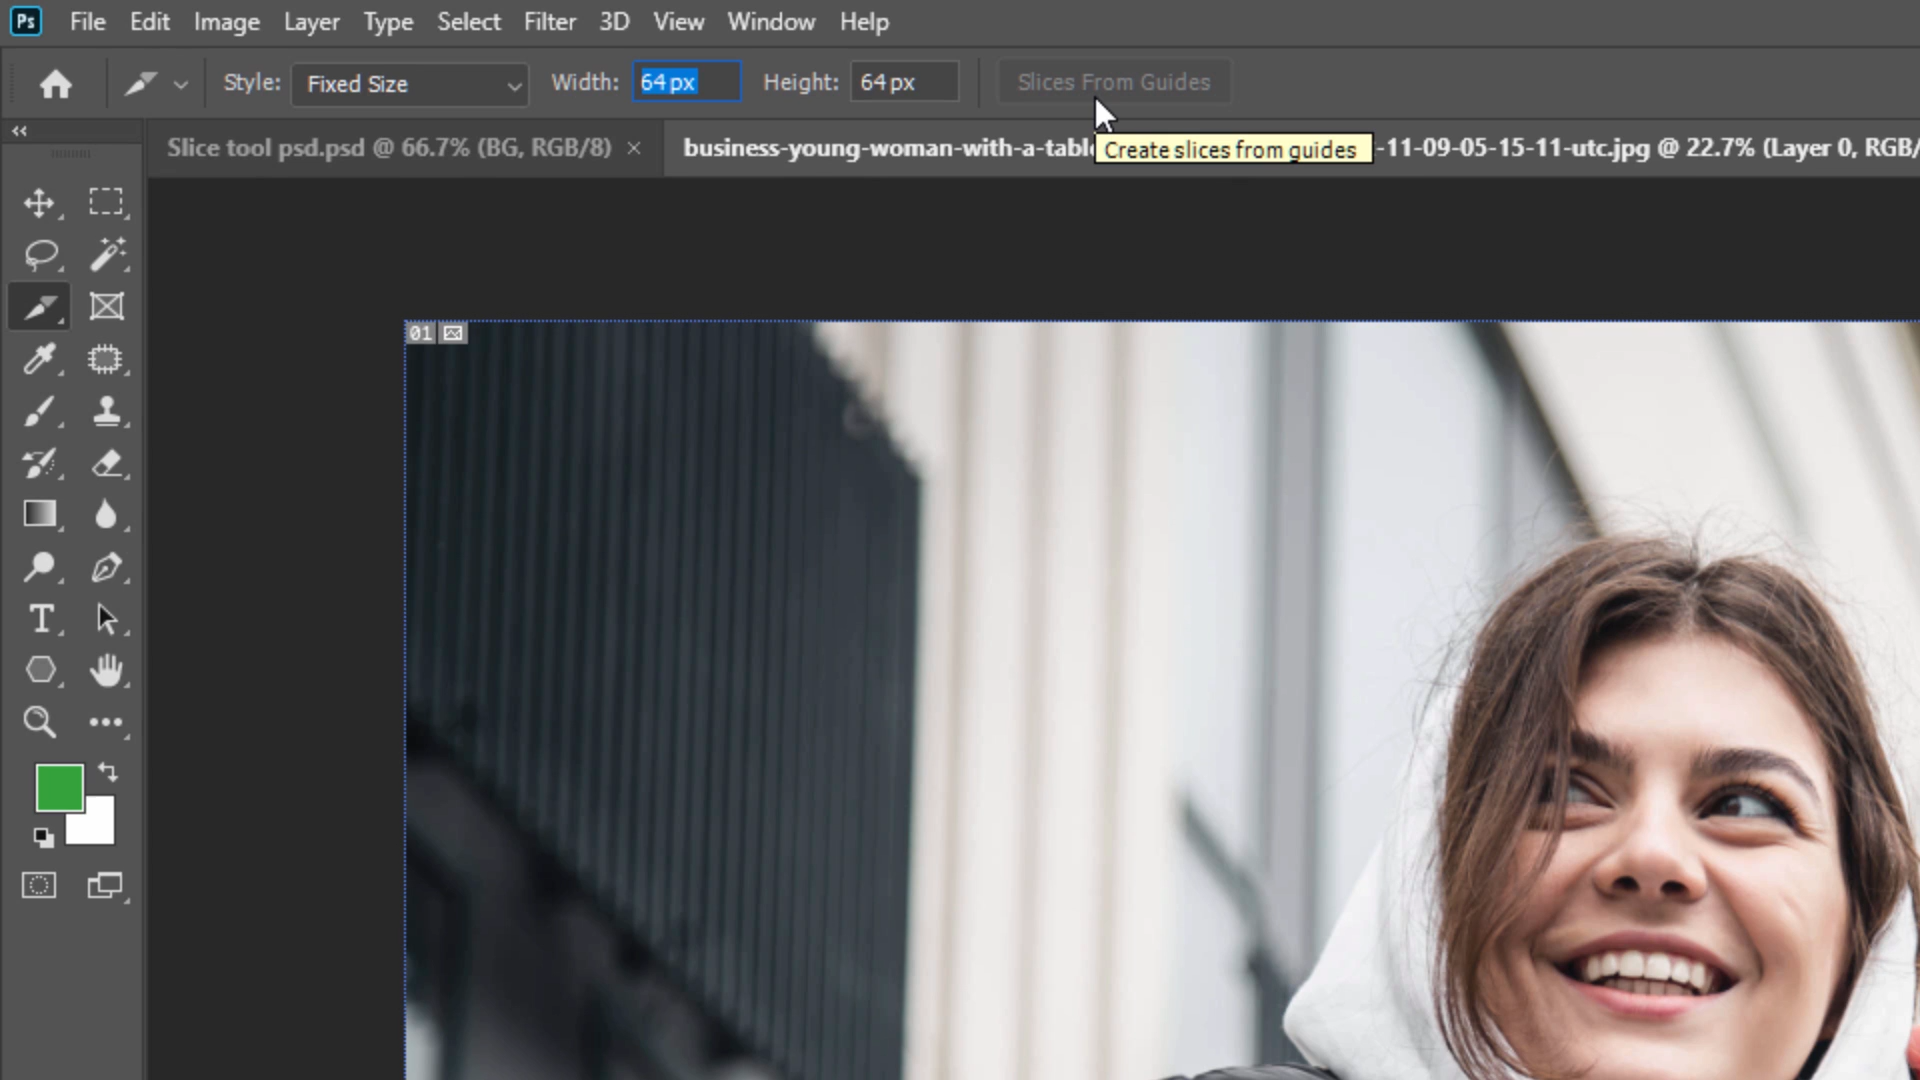 Ps File Edit Image Layer Type Select Filter 3D View Window Help
Style: Fixed Size Width: 64 px Height: 64 px Slices From Guides
Slice tool psd.psd @ 66.7% (BG, RGB/8) × business-young-woman-with-a-table -11-09-05-15-11-utc.jpg @ 22.7% (Layer 0, RGB/
Create slices from guides
01